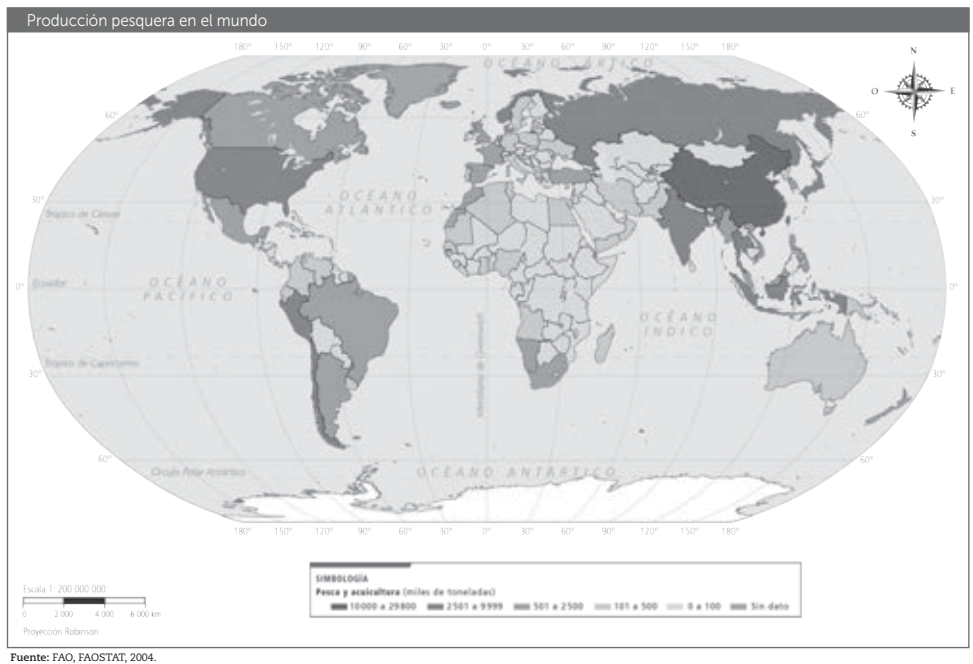 Producción pesquera en el mundo
180° 150° 120° 90° 60° 30° 0° 30° 60° 90° 120° 150° 180°
OCÉANO ÁRTICO
N
O E
S
60° 60°
30° 30°
OCÉANO
ATLÁNTICO
Trópico de Cáncer
Ecuador
0° 0°
OCÉANO
PACÍFICO
OCÉANO
ÍNDICO
Meridiano de Greenwich
Trópico de Capricornio
30° 30°
60° 60°
Círculo Polar Antártico
OCÉANO ANTÁRTICO
180° 150° 120° 90° 60° 30° 0° 30° 60° 90° 120° 150° 180°
SIMBOLOGÍA
Pesca y acuicultura (miles de toneladas)
10000 a 29800 2501 a 9999 501 a 2500 101 a 500 0 a 100 Sin dato
Escala 1: 200 000 000
0 2 000 4 000 6 000 km
Proyección Robinson
Fuente: FAO, FAOSTAT, 2004.